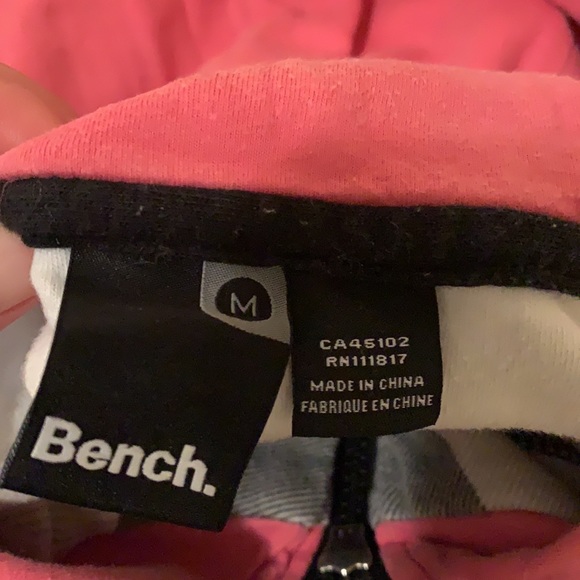 M
CA45102
RN111817
MADE IN CHINA
FABRIQUE EN CHINE
Bench.